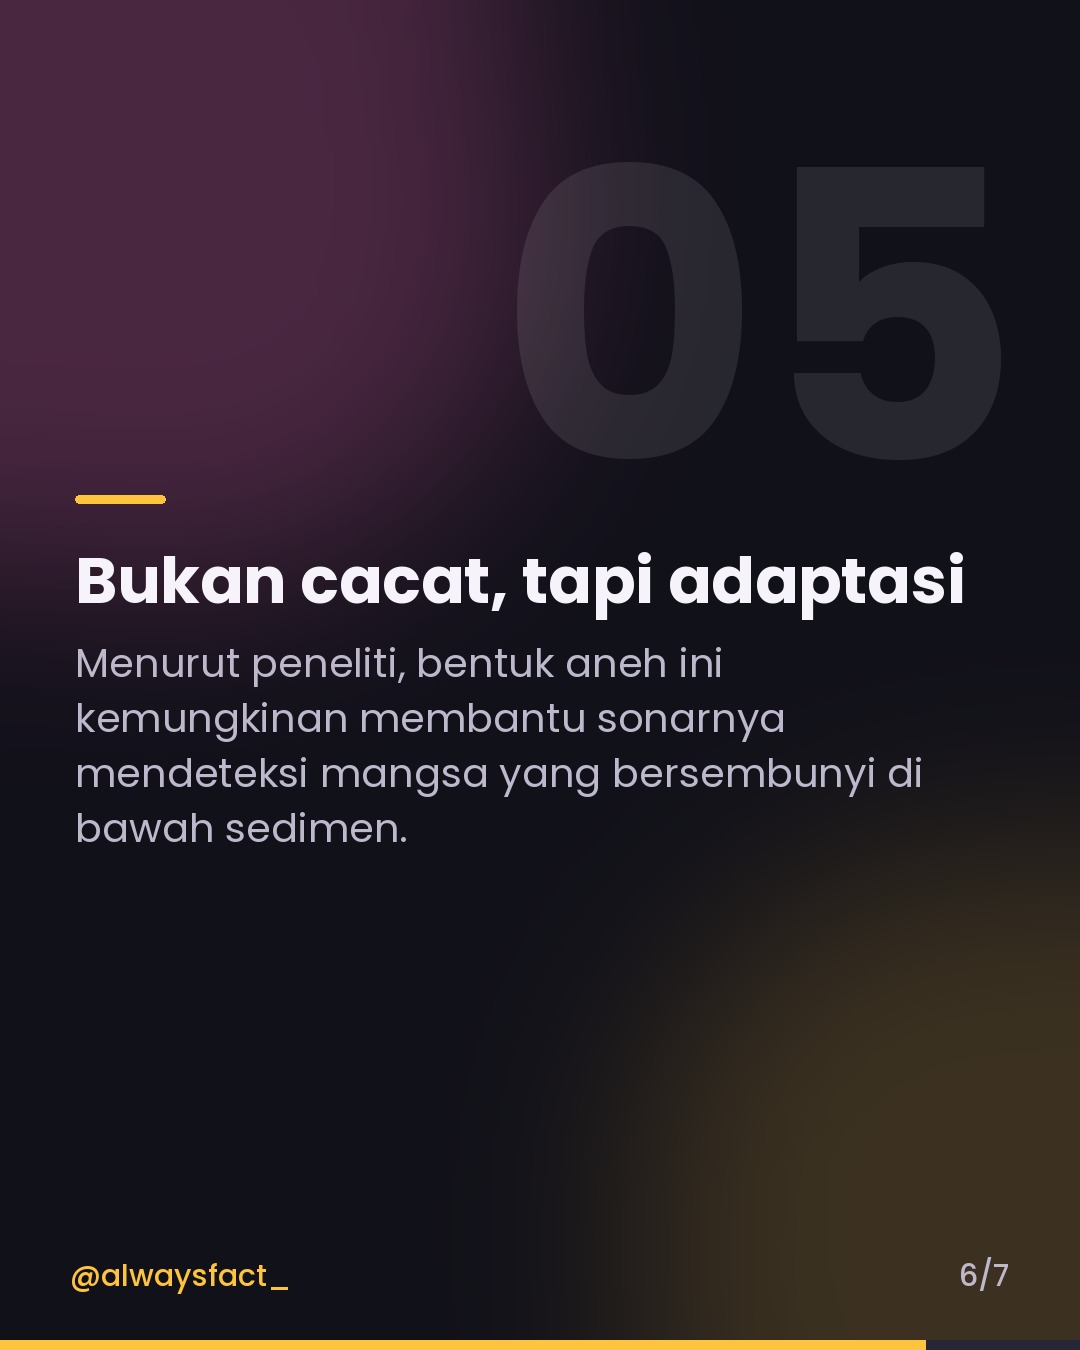 05
Bukan cacat, tapi adaptasi
Menurut peneliti, bentuk aneh ini
kemungkinan membantu sonarnya
mendeteksi mangsa yang bersembunyi di
bawah sedimen.
@alwaysfact_
6/7